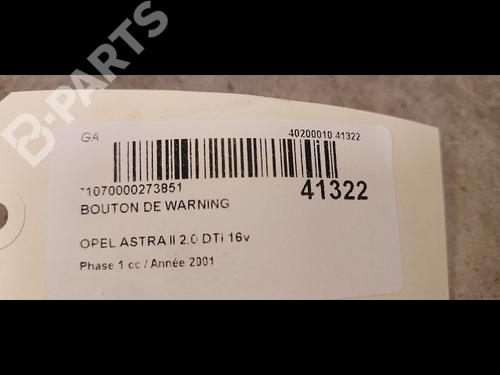 B-PARTS
GA
40200010 41322
*1070000273851
41322
BOUTON DE WARNING
OPEL ASTRA II 2.0 DTI 16v
Phase 1 cc / Année 2001